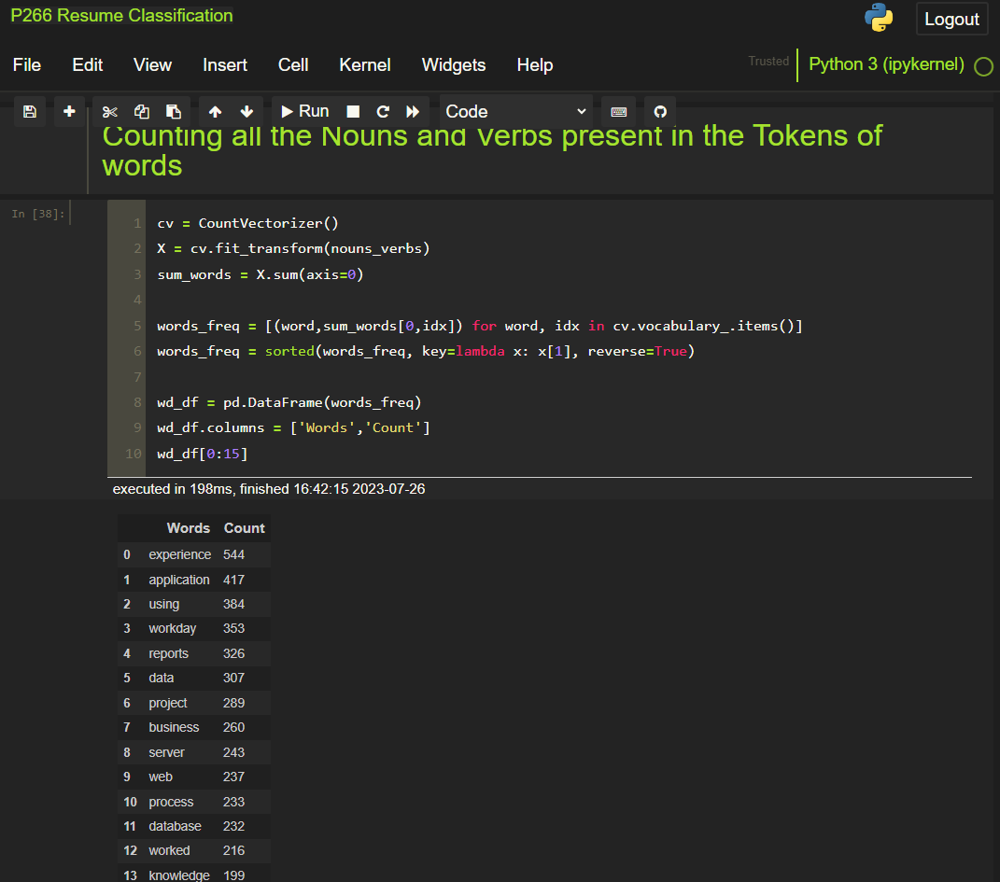 P266 Resume Classification
Logout
File Edit View Insert Cell Kernel Widgets Help
Trusted
Python 3 (ipykernel)
Run
Code
Counting all the Nouns and Verbs present in the Tokens of
words
In [38]:
1 cv = CountVectorizer()
2 X = cv.fit_transform(nouns_verbs)
3 sum_words = X.sum(axis=0)
4
5 words_freq = [(word,sum_words[0,idx]) for word, idx in cv.vocabulary_.items()]
6 words_freq = sorted(words_freq, key=lambda x: x[1], reverse=True)
7
8 wd_df = pd.DataFrame(words_freq)
9 wd_df.columns = ['Words','Count']
10 wd_df[0:15]
executed in 198ms, finished 16:42:15 2023-07-26
Words Count
0 experience 544
1 application 417
2 using 384
3 workday 353
4 reports 326
5 data 307
6 project 289
7 business 260
8 server 243
9 web 237
10 process 233
11 database 232
12 worked 216
13 knowledge 199